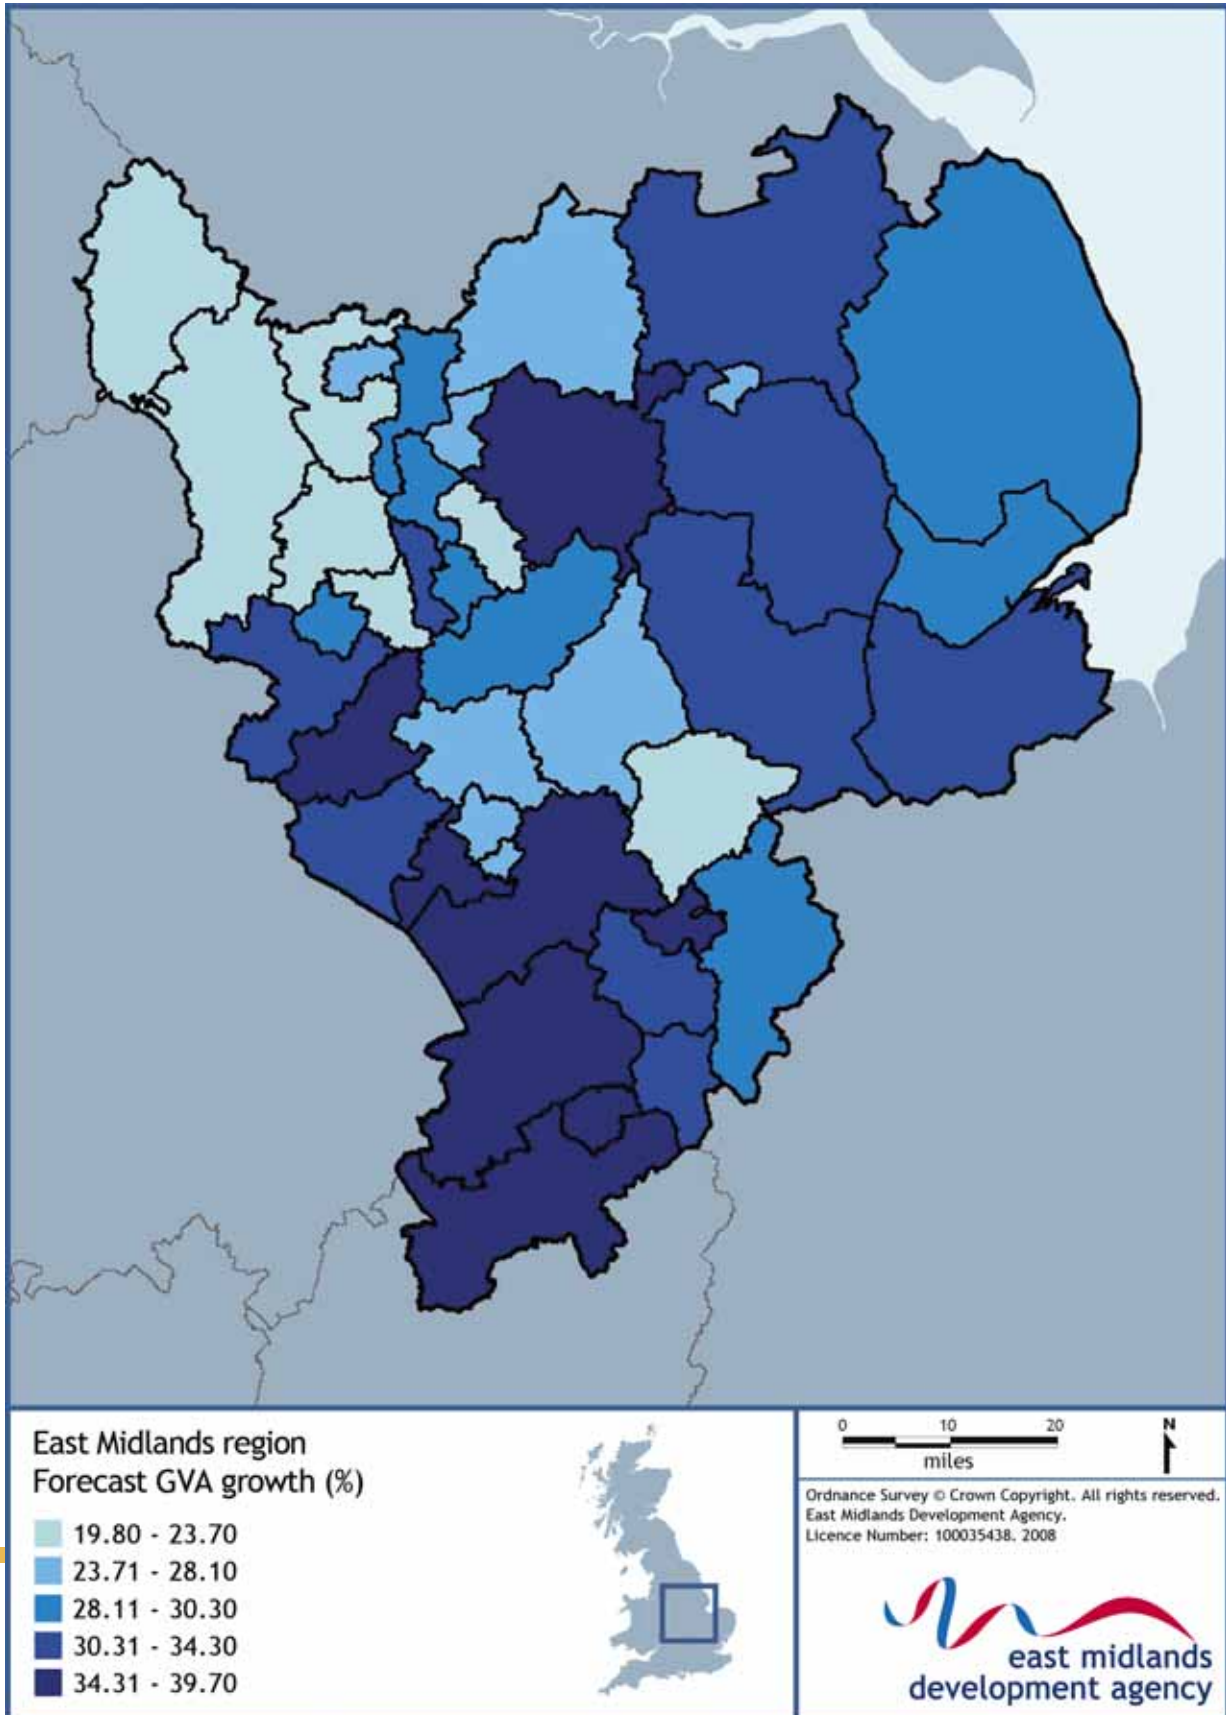 East Midlands region
Forecast GVA growth (%)
19.80 - 23.70
23.71 - 28.10
28.11 - 30.30
30.31 - 34.30
34.31 - 39.70
0 10 20
miles
N
Ordnance Survey © Crown Copyright. All rights reserved.
East Midlands Development Agency.
Licence Number: 100035438. 2008
east midlands
development agency